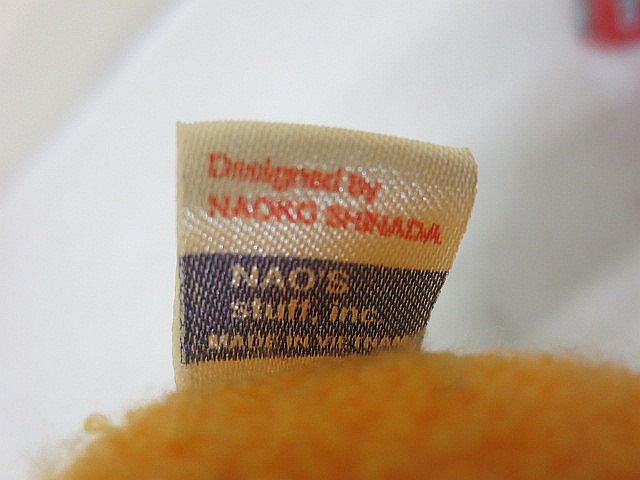 Designed by
NAOKO SHINADA.
NAO'S
stuff, inc.
MADE IN VIETNAM